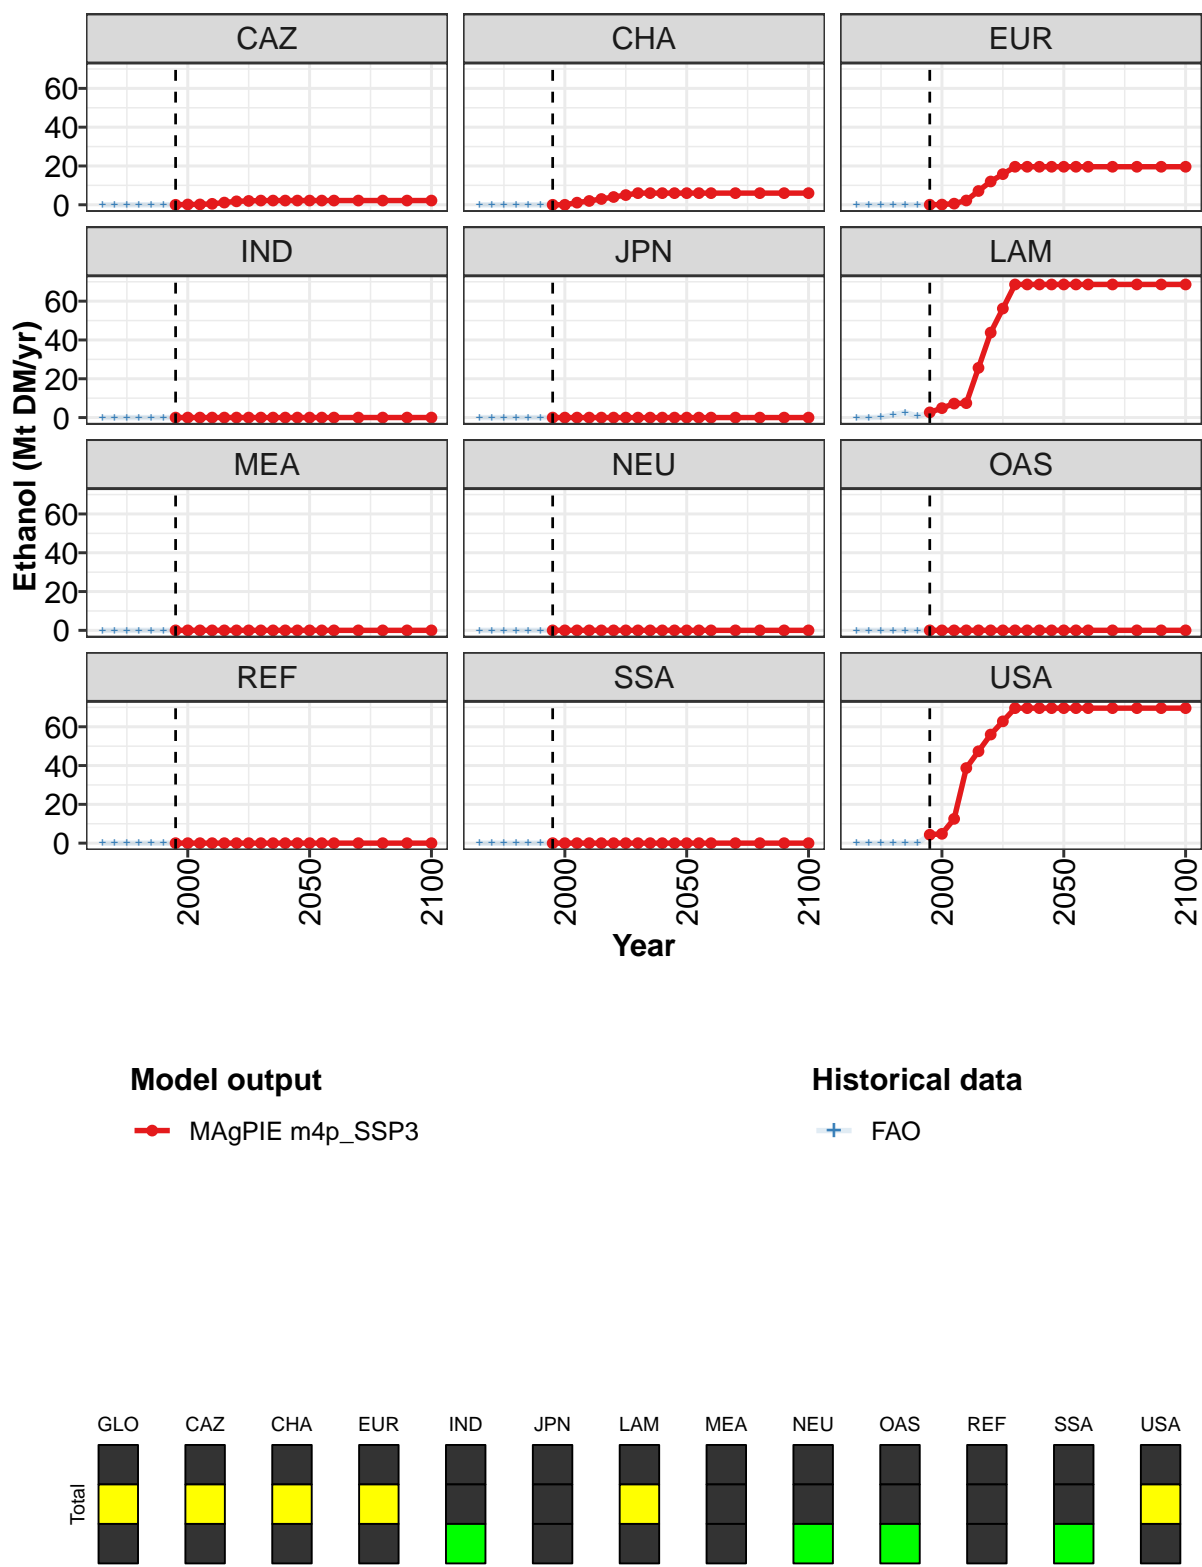 CAZ CHA EUR
60
40
20
0
IND JPN LAM
60
40
20
0
MEA NEU OAS
60
40
20
0
REF SSA USA
60
40
20
0
Ethanol (Mt DM/yr)
2000 2050 2100 2000 2050 2100 2000 2050 2100
Year
Model output Historical data
MAgPIE m4p_SSP3 FAO
GLO CAZ CHA EUR IND JPN LAM MEA NEU OAS REF SSA USA
Total